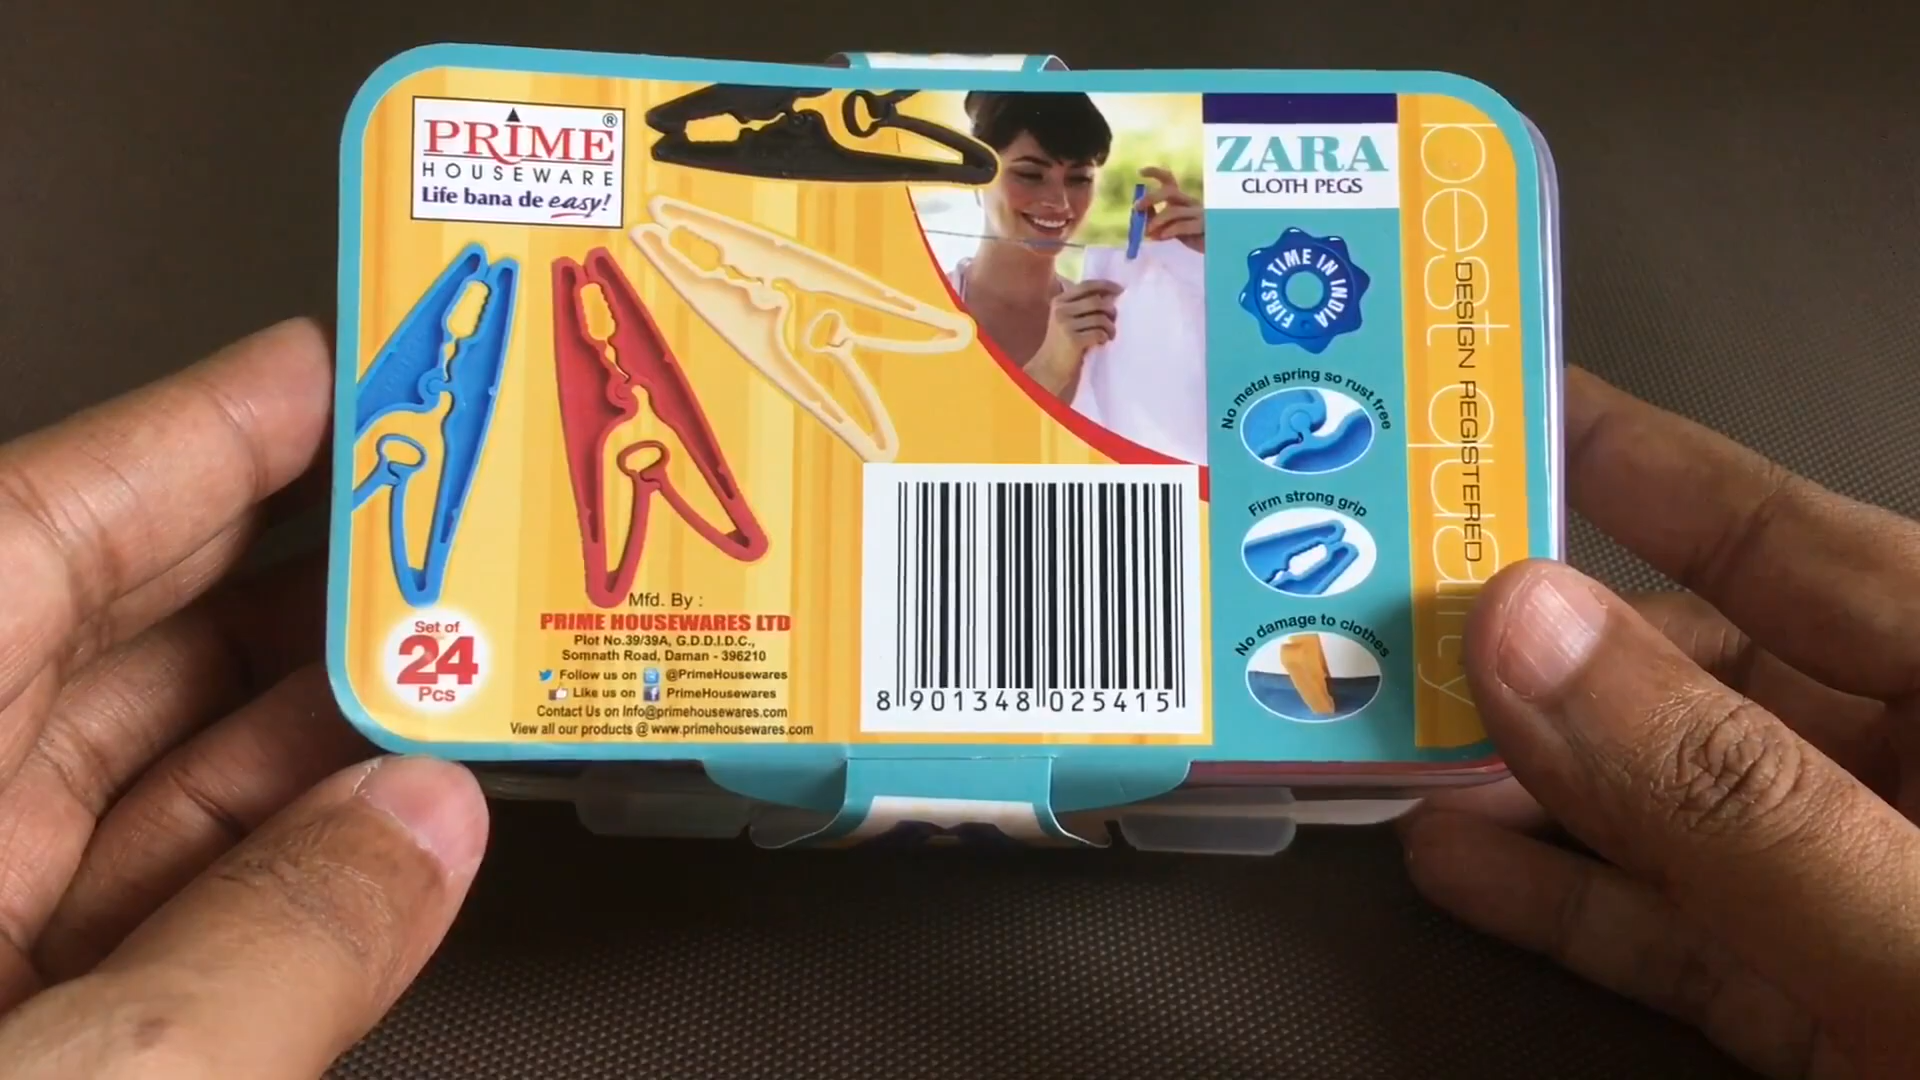 PRIME®
HOUSEWARE
Life bana de easy!
ZARA
CLOTH PEGS
FIRST TIME IN INDIA
No metal spring so rust free
Firm strong grip
No damage to clothes
best quality
DESIGN REGISTERED
Set of
24
Pcs
Mfd. By :
PRIME HOUSEWARES LTD
Plot No.39/39A, G.D.D.I.D.C.,
Somnath Road, Daman - 396210
Follow us on @PrimeHousewares
Like us on f PrimeHousewares
Contact Us on Info@primehousewares.com
View all our products @ www.primehousewares.com
8 901348 025415